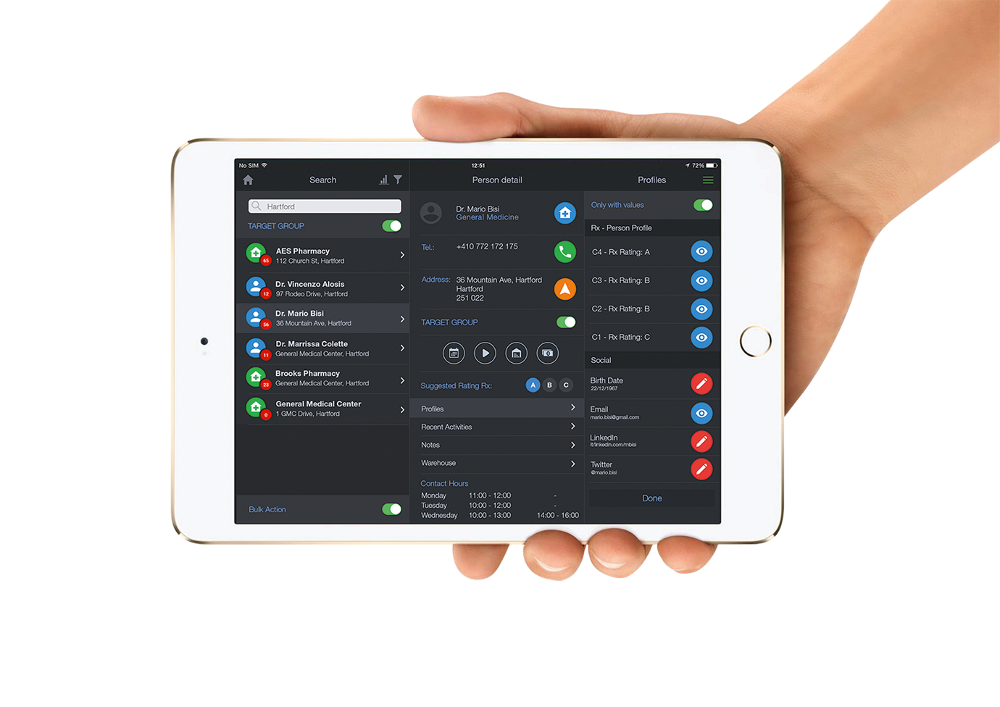 No SIM
12:51
72%
Search
Person detail
Profiles
Hartford
TARGET GROUP
AES Pharmacy
112 Church St, Hartford
65
Dr. Vincenzo Alosis
97 Rodeo Drive, Hartford
12
Dr. Mario Bisi
36 Mountain Ave, Hartford
56
Dr. Marrissa Colette
General Medical Center, Hartford
11
Brooks Pharmacy
General Medical Center, Hartford
23
General Medical Center
1 GMC Drive, Hartford
0
Bulk Action
Dr. Mario Bisi
General Medicine
Tel.: +410 772 172 175
Address: 36 Mountain Ave, Hartford
Hartford
251 022
TARGET GROUP
Suggested Rating Rx: A B C
Profiles
Recent Activities
Notes
Warehouse
Contact Hours
Monday 11:00 - 12:00 -
Tuesday 10:00 - 12:00 -
Wednesday 10:00 - 13:00 14:00 - 16:00
Only with values
Rx - Person Profile
C4 - Rx Rating: A
C3 - Rx Rating: B
C2 - Rx Rating: B
C1 - Rx Rating: C
Social
Birth Date
22/12/1967
Email
mario.bisi@gmail.com
LinkedIn
it/linkedin.com/mbisi
Twitter
@mario.bisi
Done